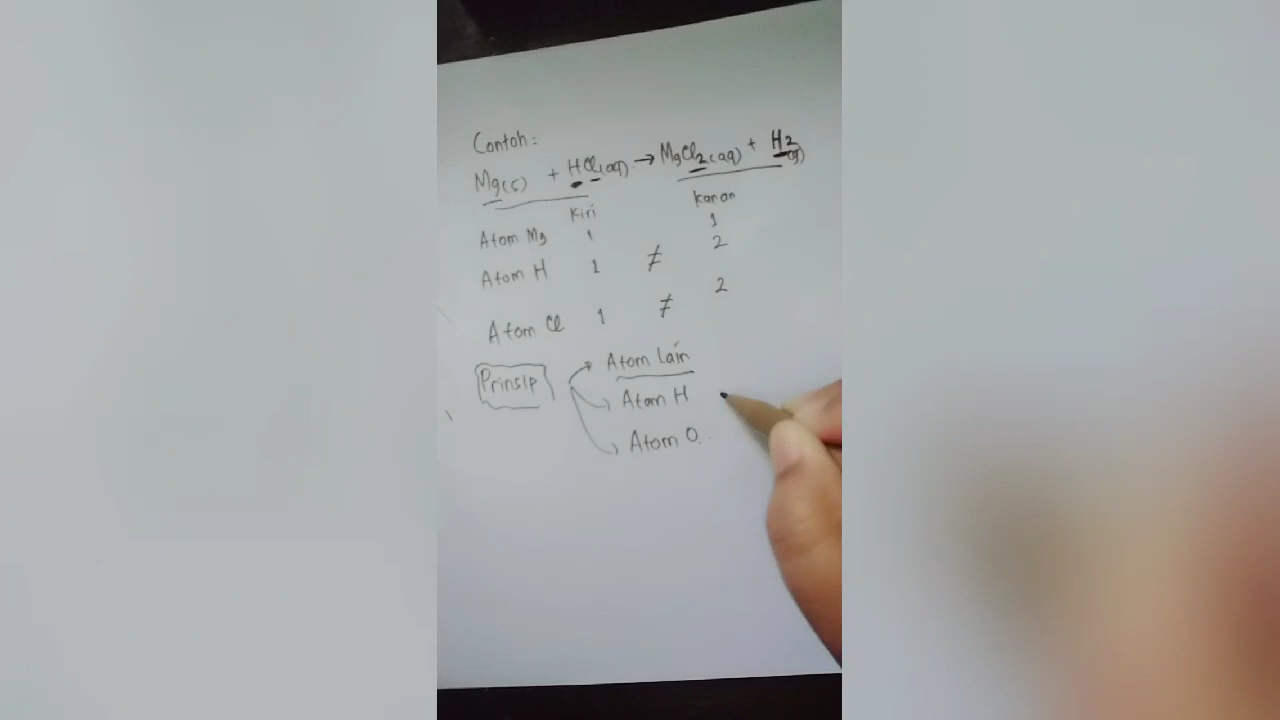 Contoh:
Mg(s) + HCl(aq) → MgCl2(aq) + H2(g)
Kiri Kanan
Atom Mg 1 1
Atom H 1 ≠ 2
Atom Cl 1 ≠ 2
Prinsip Atom Lain
Atom H
Atom O